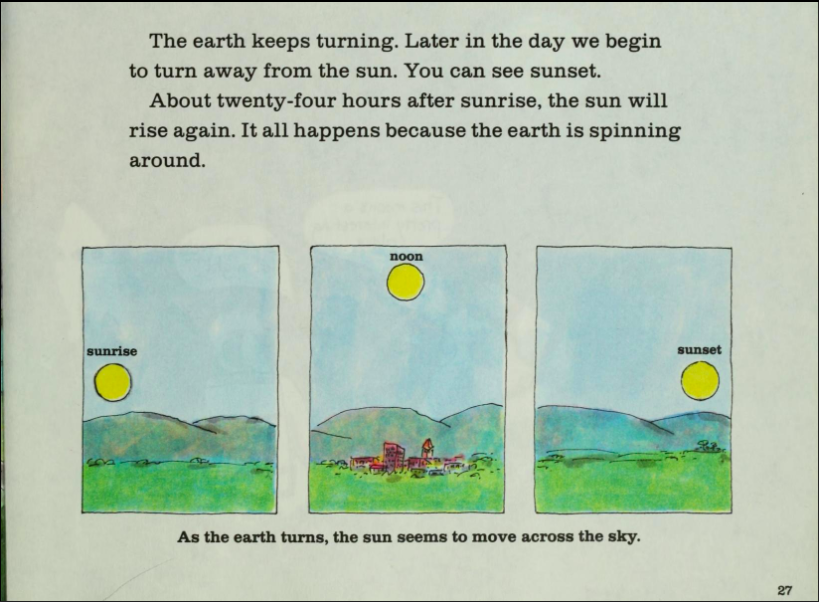 The earth keeps turning. Later in the day we begin
to turn away from the sun. You can see sunset.
About twenty-four hours after sunrise, the sun will
rise again. It all happens because the earth is spinning
around.
sunrise
noon
sunset
As the earth turns, the sun seems to move across the sky.
27